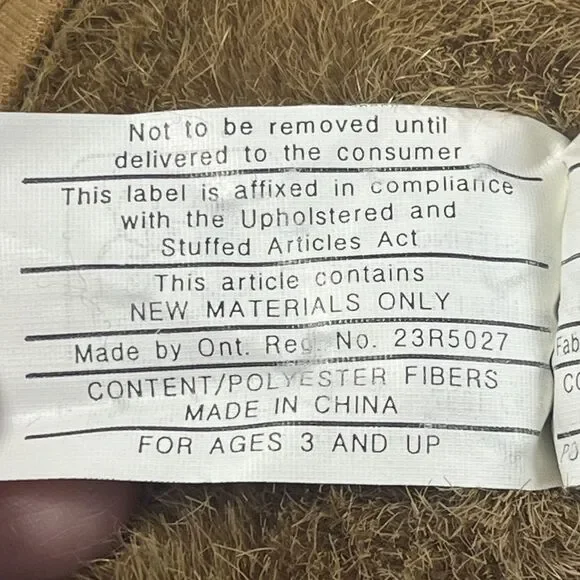 Not to be removed until
delivered to the consumer
This label is affixed in compliance
with the Upholstered and
Stuffed Articles Act
This article contains
NEW MATERIALS ONLY
Made by Ont. Reg. No. 23R5027
CONTENT/POLYESTER FIBERS
MADE IN CHINA
FOR AGES 3 AND UP